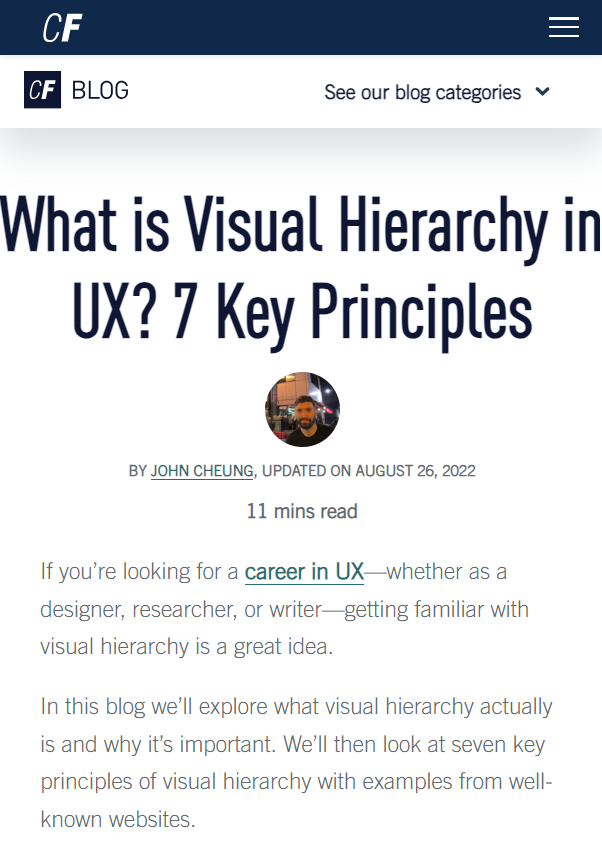 CF
CF BLOG
See our blog categories
What is Visual Hierarchy in
UX? 7 Key Principles
BY JOHN CHEUNG, UPDATED ON AUGUST 26, 2022
11 mins read
If you’re looking for a career in UX—whether as a
designer, researcher, or writer—getting familiar with
visual hierarchy is a great idea.
In this blog we’ll explore what visual hierarchy actually
is and why it’s important. We’ll then look at seven key
principles of visual hierarchy with examples from well-
known websites.